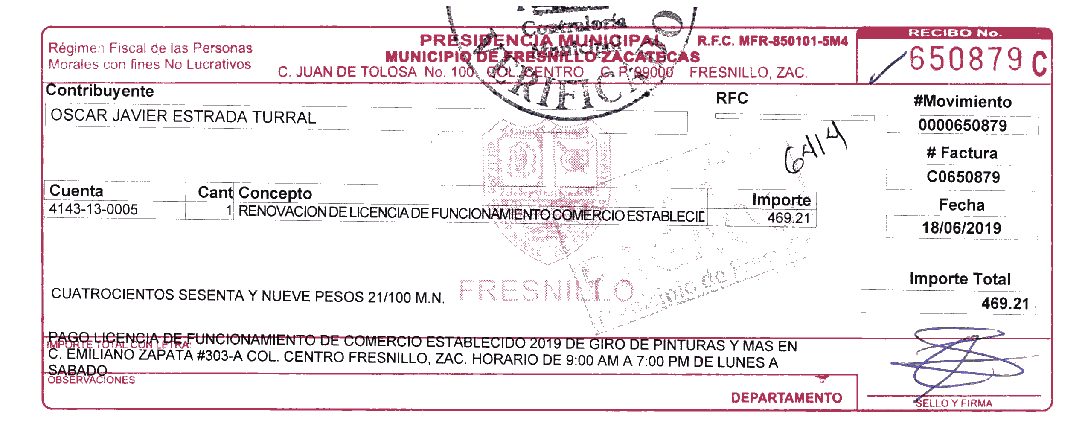 Contraloría
Municipal
VERIFICADO
Régimen Fiscal de las Personas
Morales con fines No Lucrativos
PRESIDENCIA MUNICIPAL R.F.C. MFR-850101-5M4
MUNICIPIO DE FRESNILLO ZACATECAS
C. JUAN DE TOLOSA No. 100, COL. CENTRO C.P. 99000 FRESNILLO, ZAC.
RECIBO No.
650879 C
Contribuyente
OSCAR JAVIER ESTRADA TURRAL
RFC
6414
#Movimiento
0000650879
# Factura
C0650879
Fecha
18/06/2019
Cuenta Cant Concepto Importe
4143-13-0005 1 RENOVACION DE LICENCIA DE FUNCIONAMIENTO COMERCIO ESTABLECID 469.21
Importe Total
469.21
FRESNILLO
CUATROCIENTOS SESENTA Y NUEVE PESOS 21/100 M.N.
PAGO LICENCIA DE FUNCIONAMIENTO DE COMERCIO ESTABLECIDO 2019 DE GIRO DE PINTURAS Y MAS EN
IMPORTE TOTAL CON LETRA:
C. EMILIANO ZAPATA #303-A COL. CENTRO FRESNILLO, ZAC. HORARIO DE 9:00 AM A 7:00 PM DE LUNES A
SABADO
OBSERVACIONES
DEPARTAMENTO
SELLO Y FIRMA